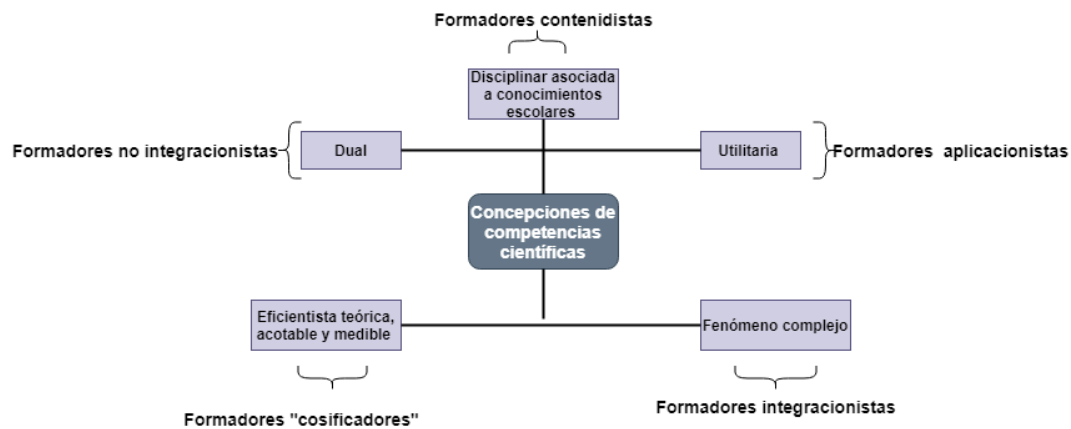 Formadores contenidistas
Disciplinar asociada
a conocimientos
escolares
Formadores no integracionistas
Dual
Utilitaria
Formadores aplicacionistas
Concepciones de
competencias
científicas
Eficientista teórica,
acotable y medible
Fenómeno complejo
Formadores "cosificadores"
Formadores integracionistas